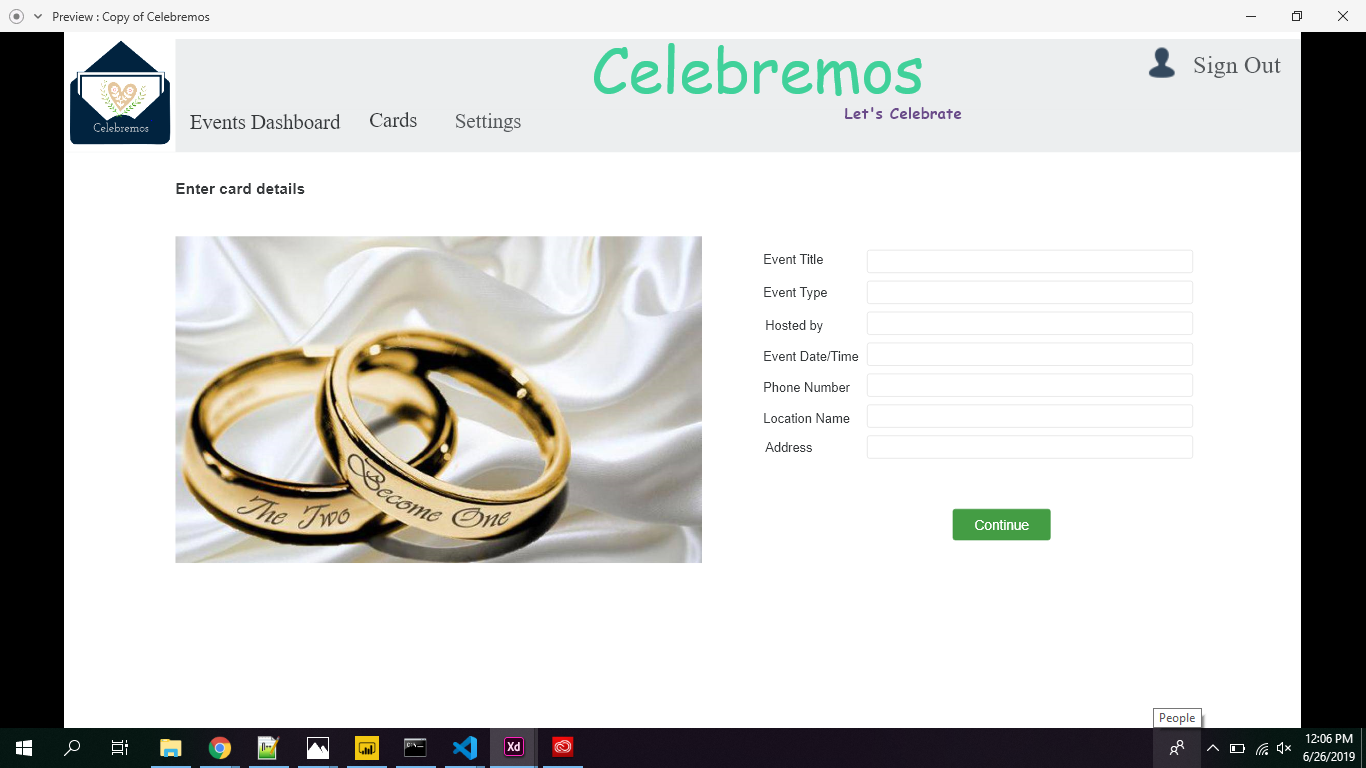 Preview : Copy of Celebremos
Celebremos
Celebremos
Let's Celebrate
Sign Out
Events Dashboard
Cards
Settings
Enter card details
The Two
Become One
Event Title
Event Type
Hosted by
Event Date/Time
Phone Number
Location Name
Address
Continue
People
Xd
12:06 PM
6/26/2019